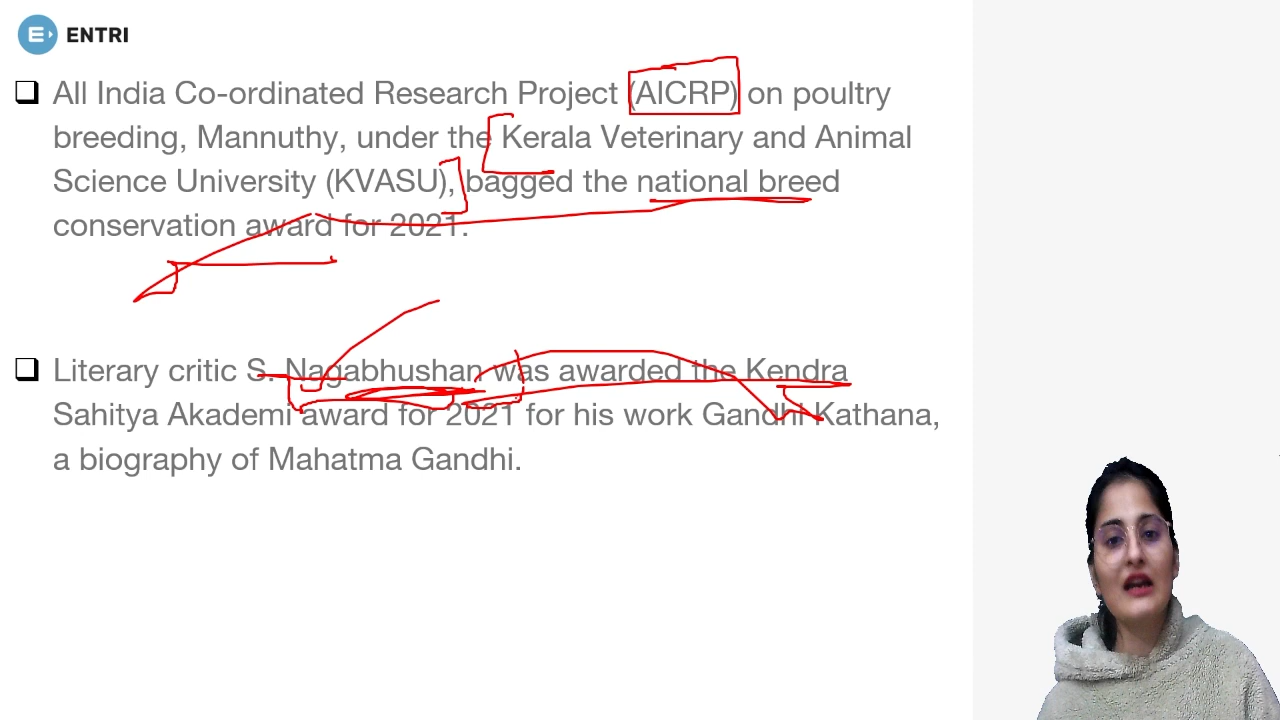 ENTRI
All India Co-ordinated Research Project (AICRP) on poultry
breeding, Mannuthy, under the Kerala Veterinary and Animal
Science University (KVASU), bagged the national breed
conservation award for 2021.
Literary critic S. Nagabhushan was awarded the Kendra
Sahitya Akademi award for 2021 for his work Gandhi Kathana,
a biography of Mahatma Gandhi.